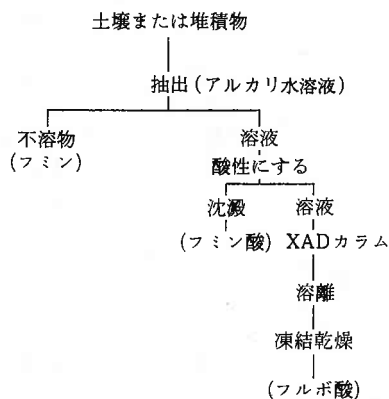 土壌または堆積物
抽出(アルカリ水溶液)
不溶物
(フミン)
溶液
酸性にする
沈澱
(フミン酸)
溶液
XADカラム
溶離
凍結乾燥
(フルボ酸)